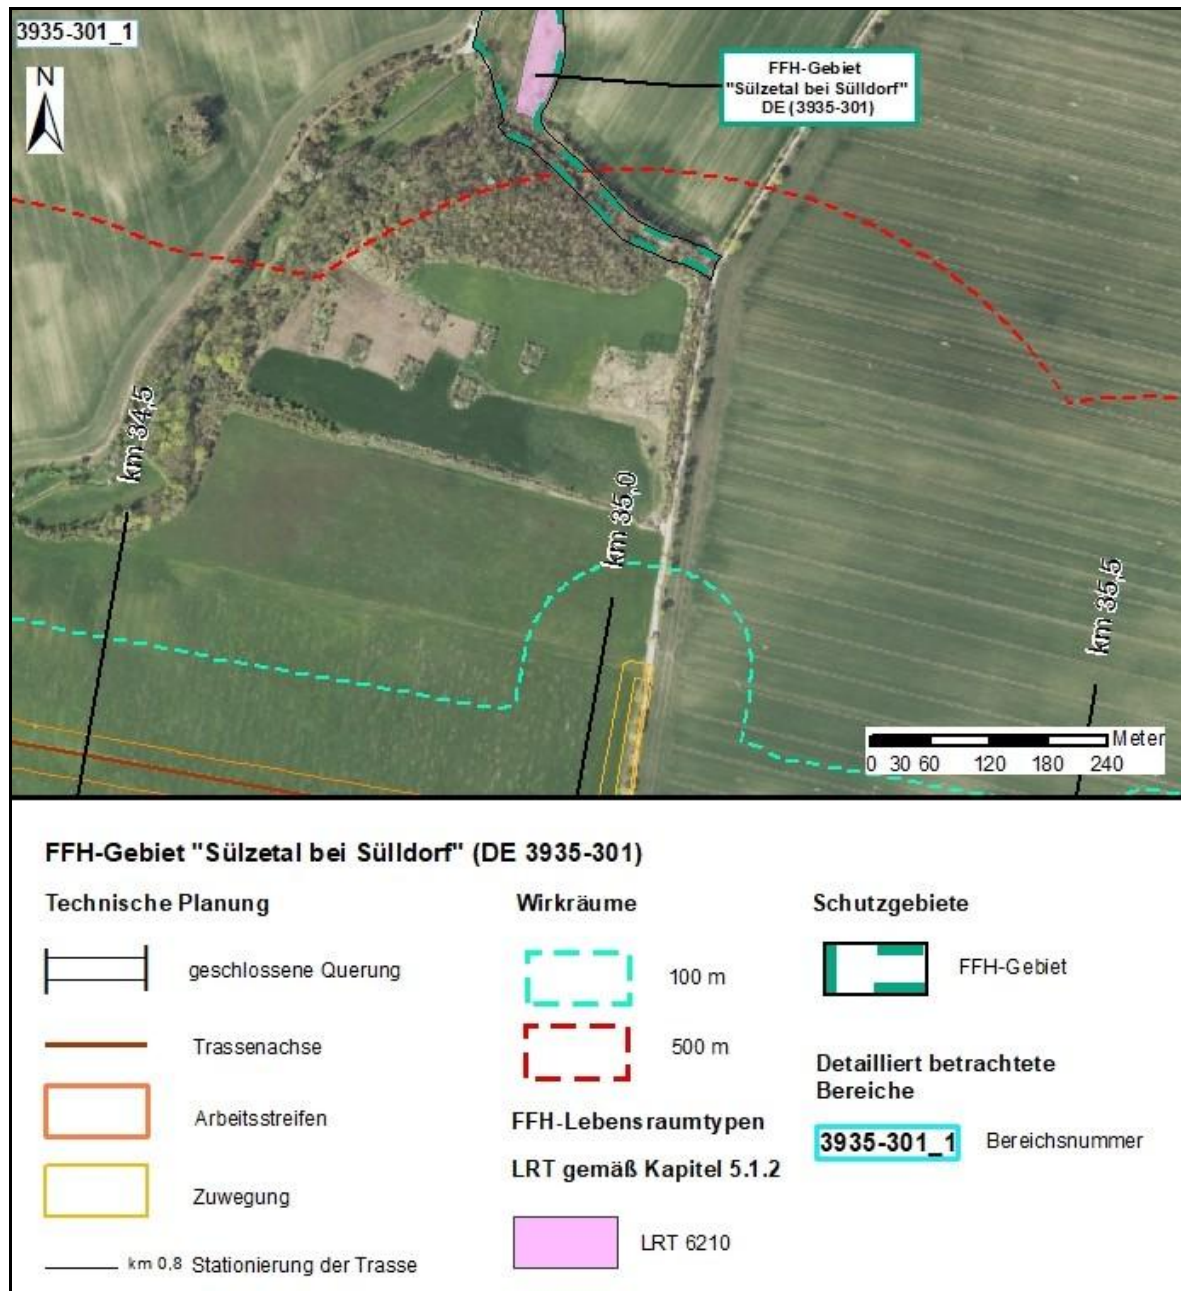 3935-301_1
N
FFH-Gebiet
"Sülzetal bei Sülldorf"
DE (3935-301)
km 34,5
km 35,0
km 35,5
Meter
0 30 60 120 180 240
FFH-Gebiet "Sülzetal bei Sülldorf" (DE 3935-301)
Technische Planung
geschlossene Querung
Trassenachse
Arbeitsstreifen
Zuwegung
km 0,8 Stationierung der Trasse
Wirkräume
100 m
500 m
FFH-Lebensraumtypen
LRT gemäß Kapitel 5.1.2
LRT 6210
Schutzgebiete
FFH-Gebiet
Detailliert betrachtete
Bereiche
3935-301_1 Bereichsnummer